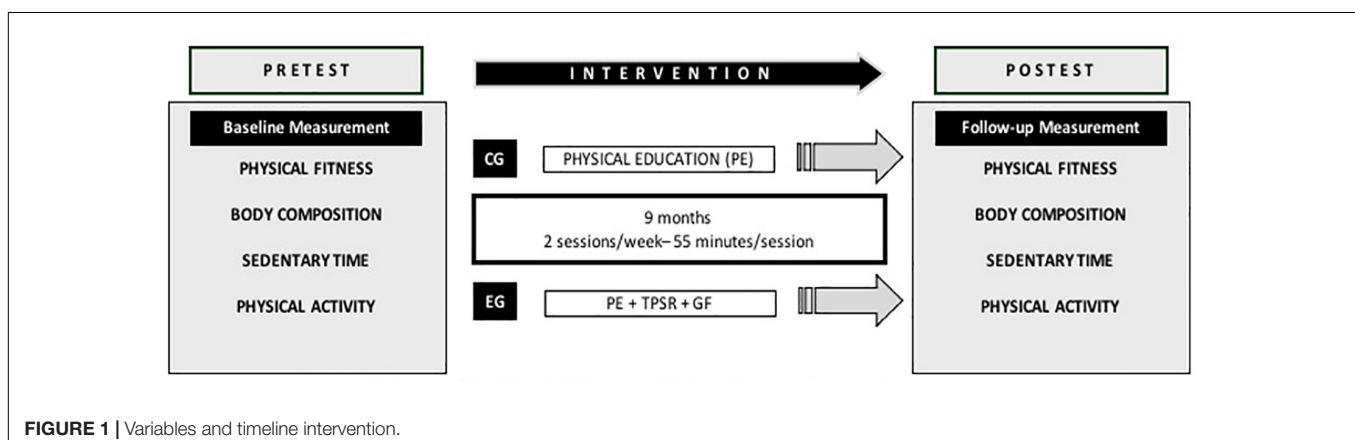 PRETEST
Baseline Measurement
PHYSICAL FITNESS
BODY COMPOSITION
SEDENTARY TIME
PHYSICAL ACTIVITY
INTERVENTION
CG
PHYSICAL EDUCATION (PE)
9 months
2 sessions/week– 55 minutes/session
EG
PE + TPSR + GF
POSTEST
Follow-up Measurement
PHYSICAL FITNESS
BODY COMPOSITION
SEDENTARY TIME
PHYSICAL ACTIVITY
FIGURE 1 | Variables and timeline intervention.